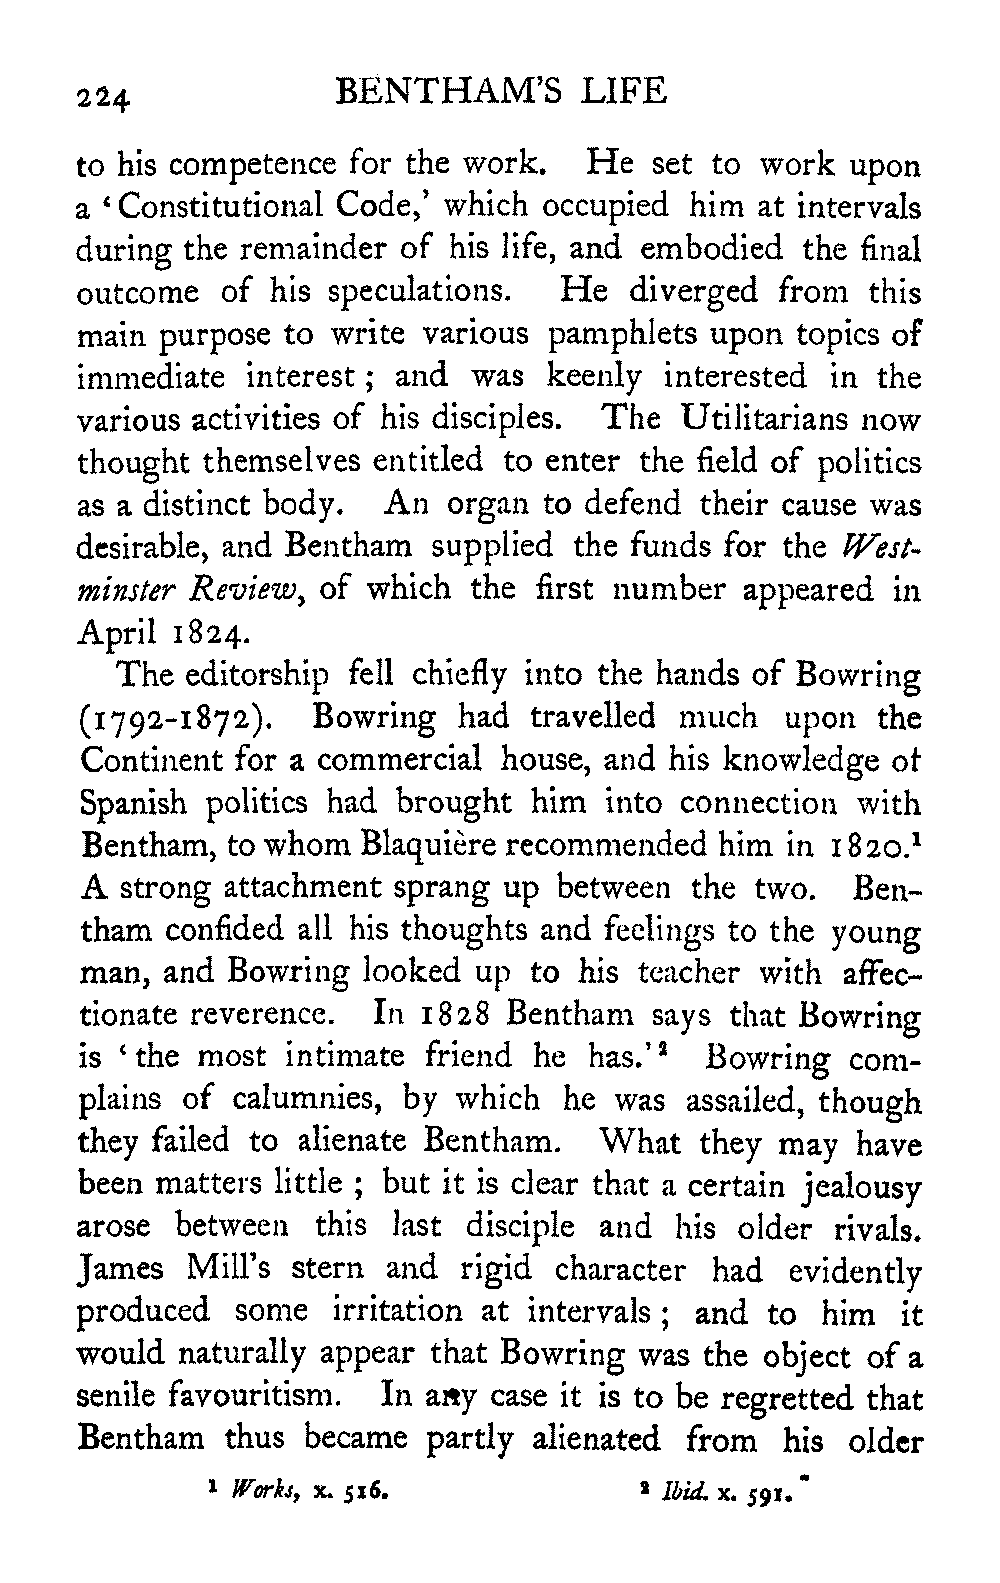 224 BENTHAM'S LIFE
to his competence for the work. He set to work upon
a ‘Constitutional Code,’ which occupied him at intervals
during the remainder of his life, and embodied the final
outcome of his speculations. He diverged from this
main purpose to write various pamphlets upon topics of
immediate interest ; and was keenly interested in the
various activities of his disciples. The Utilitarians now
thought themselves entitled to enter the field of politics
as a distinct body. An organ to defend their cause was
desirable, and Bentham supplied the funds for the West-
minster Review, of which the first number appeared in
April 1824.
The editorship fell chiefly into the hands of Bowring
(1792-1872). Bowring had travelled much upon the
Continent for a commercial house, and his knowledge of
Spanish politics had brought him into connection with
Bentham, to whom Blaquière recommended him in 1820.¹
A strong attachment sprang up between the two. Ben-
tham confided all his thoughts and feelings to the young
man, and Bowring looked up to his teacher with affec-
tionate reverence. In 1828 Bentham says that Bowring
is ‘the most intimate friend he has.’² Bowring com-
plains of calumnies, by which he was assailed, though
they failed to alienate Bentham. What they may have
been matters little ; but it is clear that a certain jealousy
arose between this last disciple and his older rivals.
James Mill's stern and rigid character had evidently
produced some irritation at intervals ; and to him it
would naturally appear that Bowring was the object of a
senile favouritism. In any case it is to be regretted that
Bentham thus became partly alienated from his older
¹ Works, x. 516. ² Ibid. x. 591.